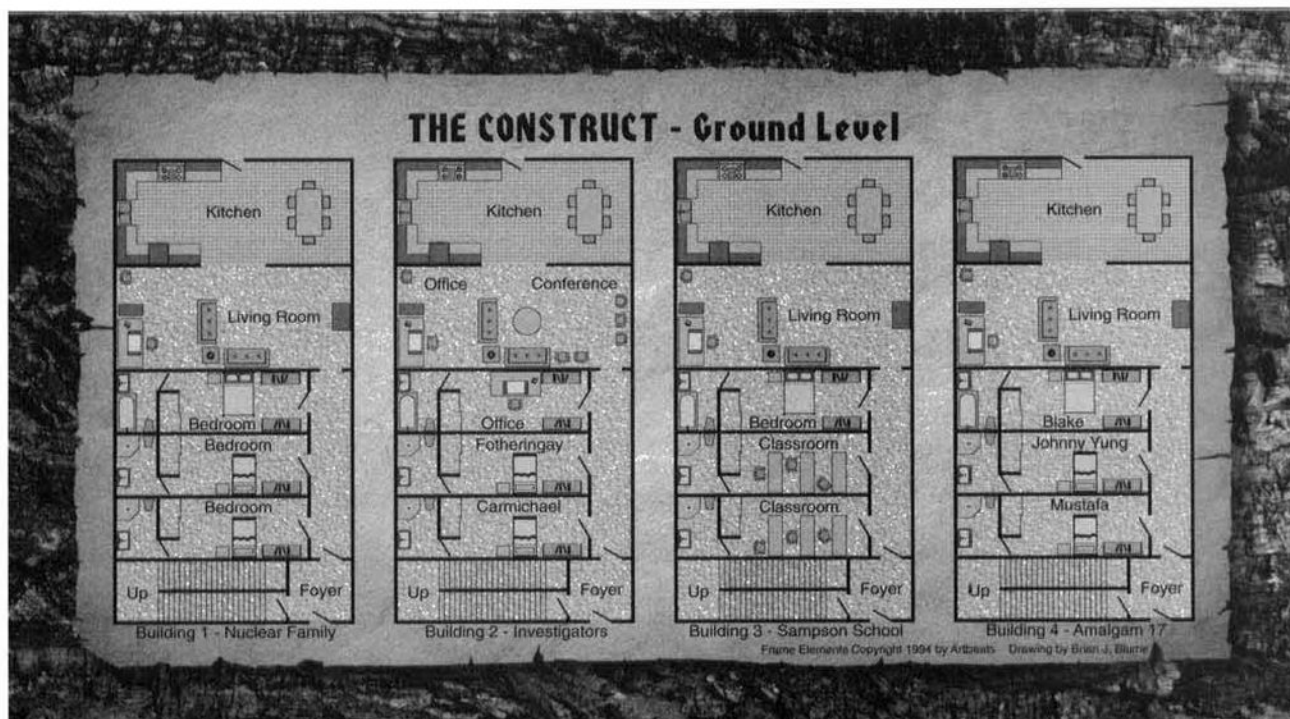 THE CONSTRUCT - Ground Level
Kitchen
Living Room
Bedroom
Bedroom
Bedroom
Up
Foyer
Building 1 - Nuclear Family
Kitchen
Office
Conference
Office
Fotheringay
Carmichael
Up
Foyer
Building 2 - Investigators
Kitchen
Living Room
Bedroom
Classroom
Classroom
Up
Foyer
Building 3 - Sampson School
Kitchen
Living Room
Blake
Johnny Yung
Mustafa
Up
Foyer
Building 4 - Amalgam 17
Frame Elements Copyright 1994 by Artbeats Drawing by Brian J. Blume